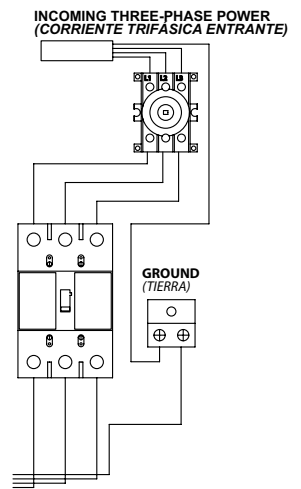 INCOMING THREE-PHASE POWER
(CORRIENTE TRIFÁSICA ENTRANTE)
L1 L2 L3
GROUND
(TIERRA)